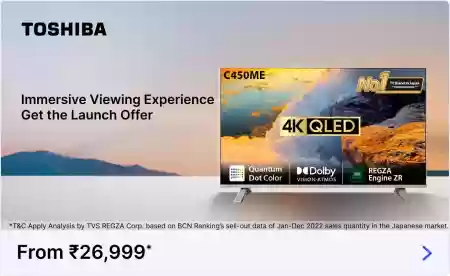 TOSHIBA
C450ME
No.1
Immersive Viewing Experience
Get the Launch Offer
4K QLED
Quantum
Dot Color
Dolby
VISION·ATMOS
REGZA
Engine ZR
*T&C Apply Analysis by TVS REGZA Corp. based on BCN Ranking's sell-out data of Jan-Dec 2022 sales quantity in the Japanese market.
From ₹26,999*